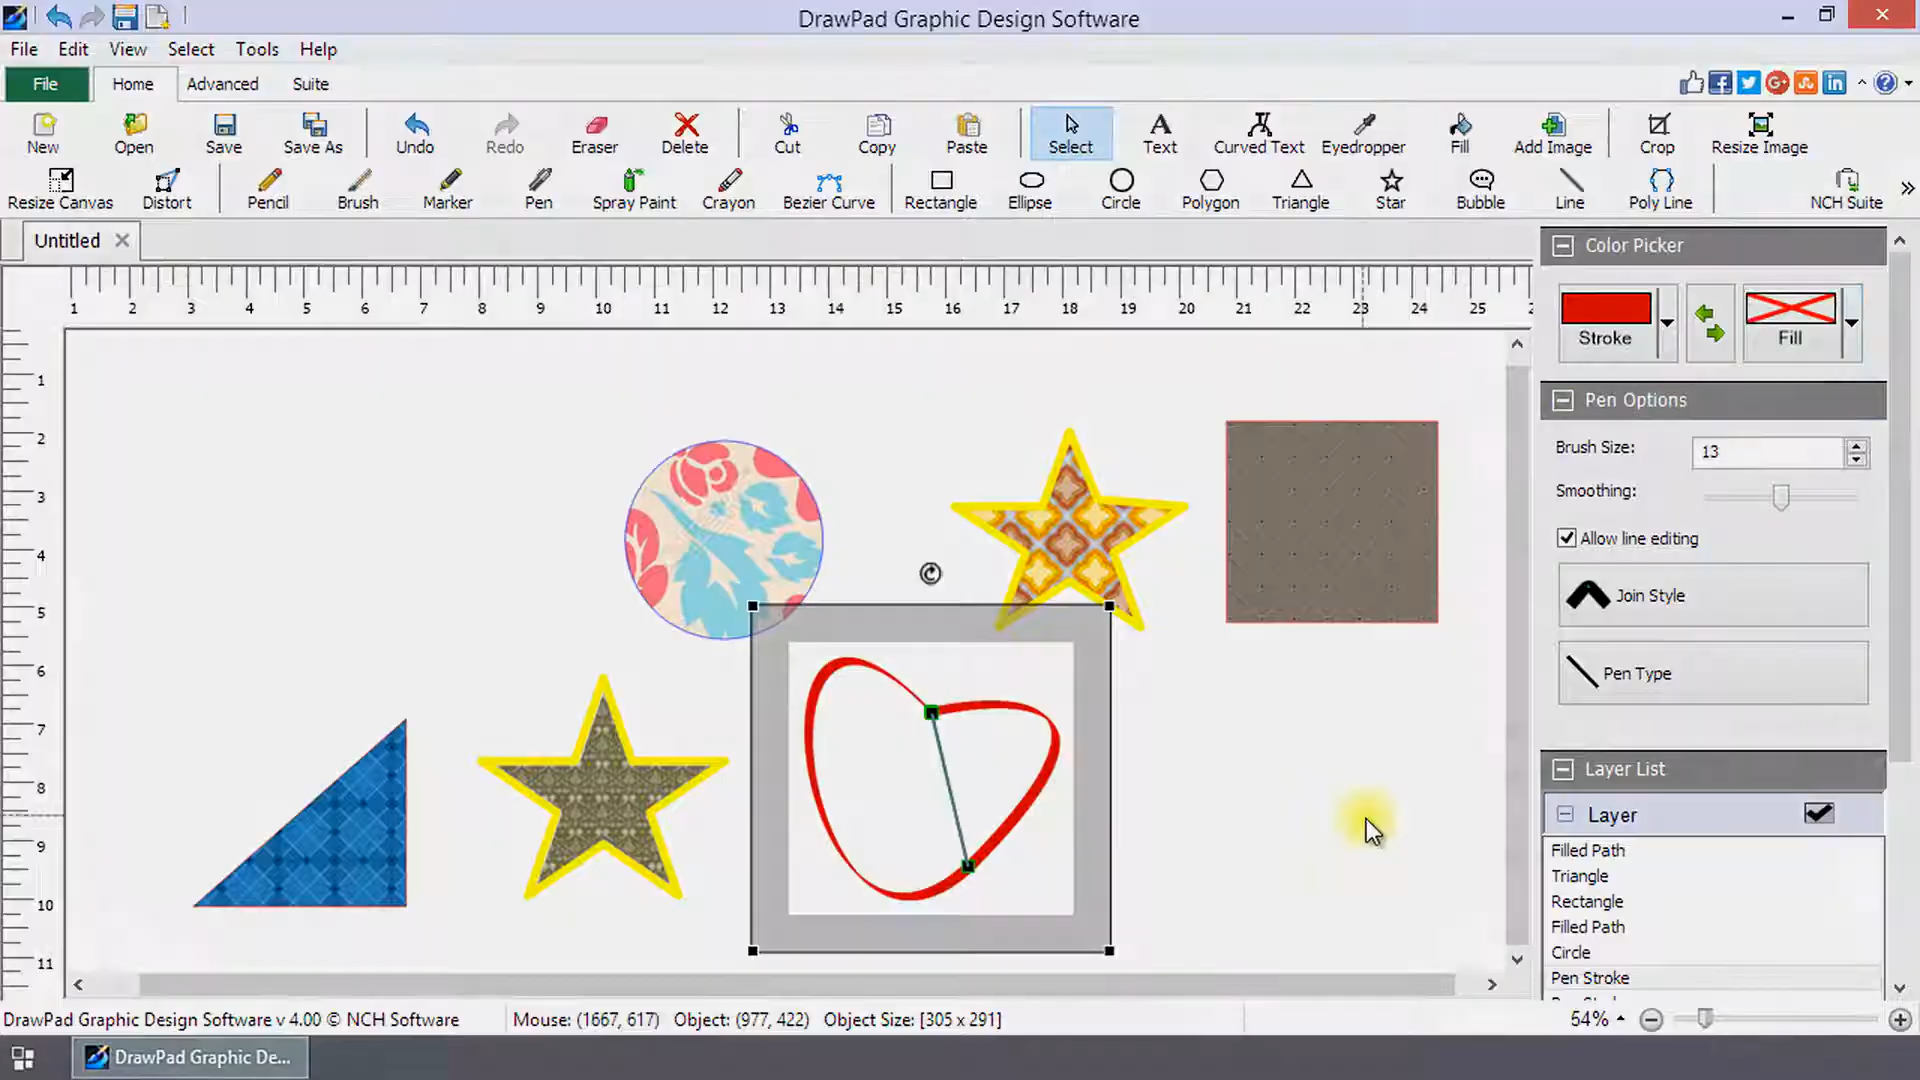 DrawPad Graphic Design Software
File Edit View Select Tools Help
File Home Advanced Suite
New Open Save Save As Undo Redo Eraser Delete Cut Copy Paste Select Text Curved Text Eyedropper Fill Add Image Crop Resize Image
Resize Canvas Distort Pencil Brush Marker Pen Spray Paint Crayon Bezier Curve Rectangle Ellipse Circle Polygon Triangle Star Bubble Line Poly Line NCH Suite
Untitled
1 2 3 4 5 6 7 8 9 10 11 12 13 14 15 16 17 18 19 20 21 22 23 24 25
1
2
3
4
5
6
7
8
9
10
11
Color Picker
Stroke Fill
Pen Options
Brush Size: 13
Smoothing:
Allow line editing
Join Style
Pen Type
Layer List
Layer
Filled Path
Triangle
Rectangle
Filled Path
Circle
Pen Stroke
DrawPad Graphic Design Software v 4.00 © NCH Software Mouse: (1667, 617) Object: (977, 422) Object Size: [305 x 291] 54%
DrawPad Graphic De...